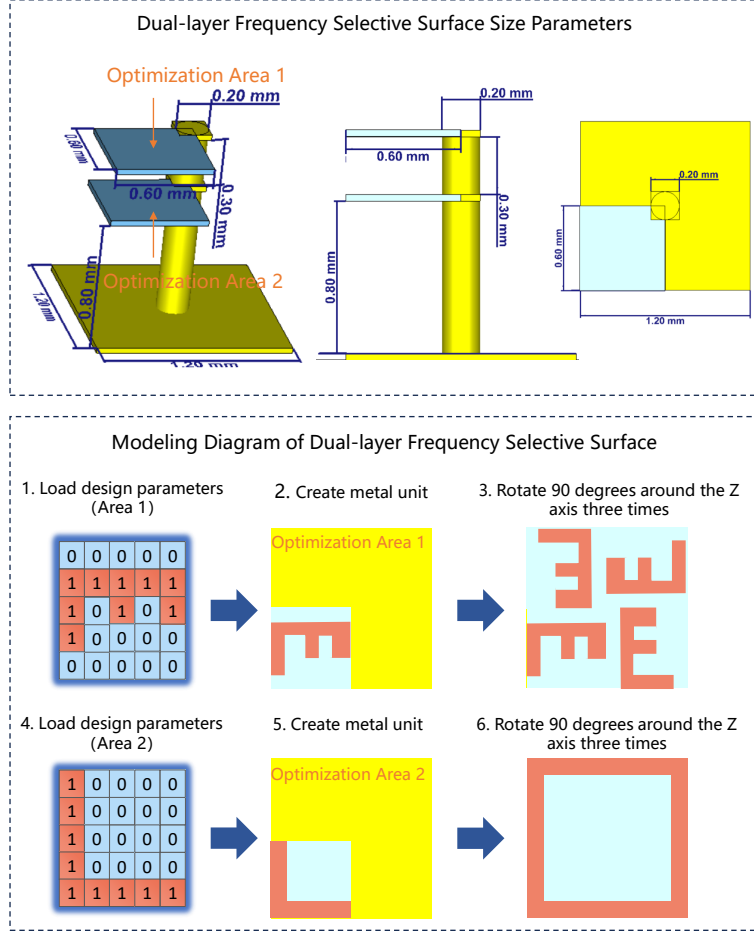 Dual-layer Frequency Selective Surface Size Parameters
Optimization Area 1
0.20 mm
0.60 mm
0.60 mm
0.30 mm
Optimization Area 2
0.80 mm
1.20 mm
1.20 mm
0.20 mm
0.60 mm
0.30 mm
0.80 mm
0.20 mm
0.60 mm
1.20 mm
Modeling Diagram of Dual-layer Frequency Selective Surface
1. Load design parameters
(Area 1)
0 0 0 0 0
1 1 1 1 1
1 0 1 0 1
1 0 0 0 0
0 0 0 0 0
2. Create metal unit
Optimization Area 1
3. Rotate 90 degrees around the Z
axis three times
4. Load design parameters
(Area 2)
1 0 0 0 0
1 0 0 0 0
1 0 0 0 0
1 0 0 0 0
1 1 1 1 1
5. Create metal unit
Optimization Area 2
6. Rotate 90 degrees around the Z
axis three times